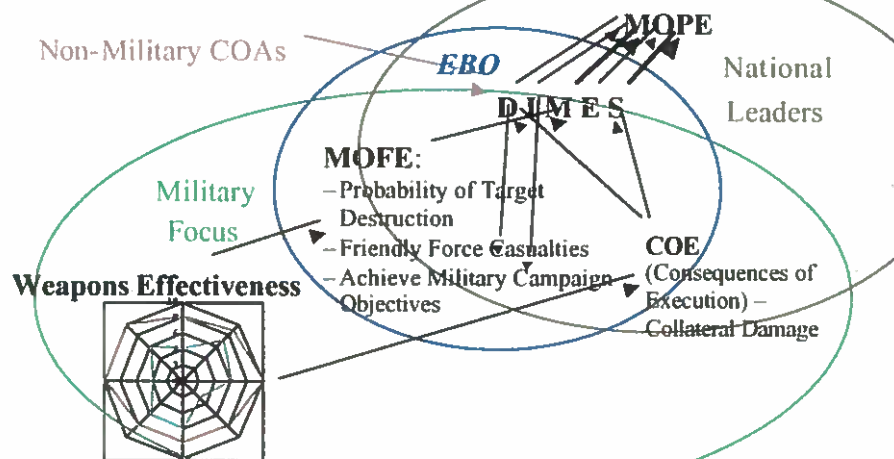 MOPE
Non-Military COAs
EBO
National
Leaders
D I M E S
MOFE:
– Probability of Target
Destruction
– Friendly Force Casualties
– Achieve Military Campaign
Objectives
Military
Focus
COE
(Consequences of
Execution) –
Collateral Damage
Weapons Effectiveness